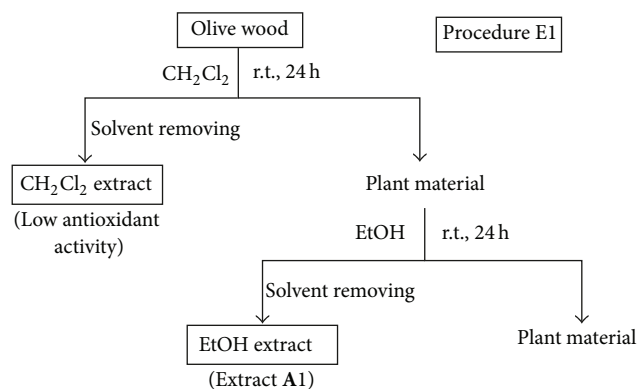 Olive wood
Procedure E1
CH₂Cl₂
r.t., 24 h
Solvent removing
CH₂Cl₂ extract
(Low antioxidant
activity)
Plant material
EtOH
r.t., 24 h
Solvent removing
EtOH extract
(Extract A1)
Plant material